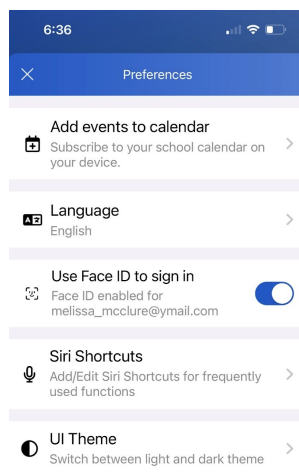 6:36
Preferences
Add events to calendar
Subscribe to your school calendar on
your device.
Language
English
Use Face ID to sign in
Face ID enabled for
melissa_mcclure@ymail.com
Siri Shortcuts
Add/Edit Siri Shortcuts for frequently
used functions
UI Theme
Switch between light and dark theme